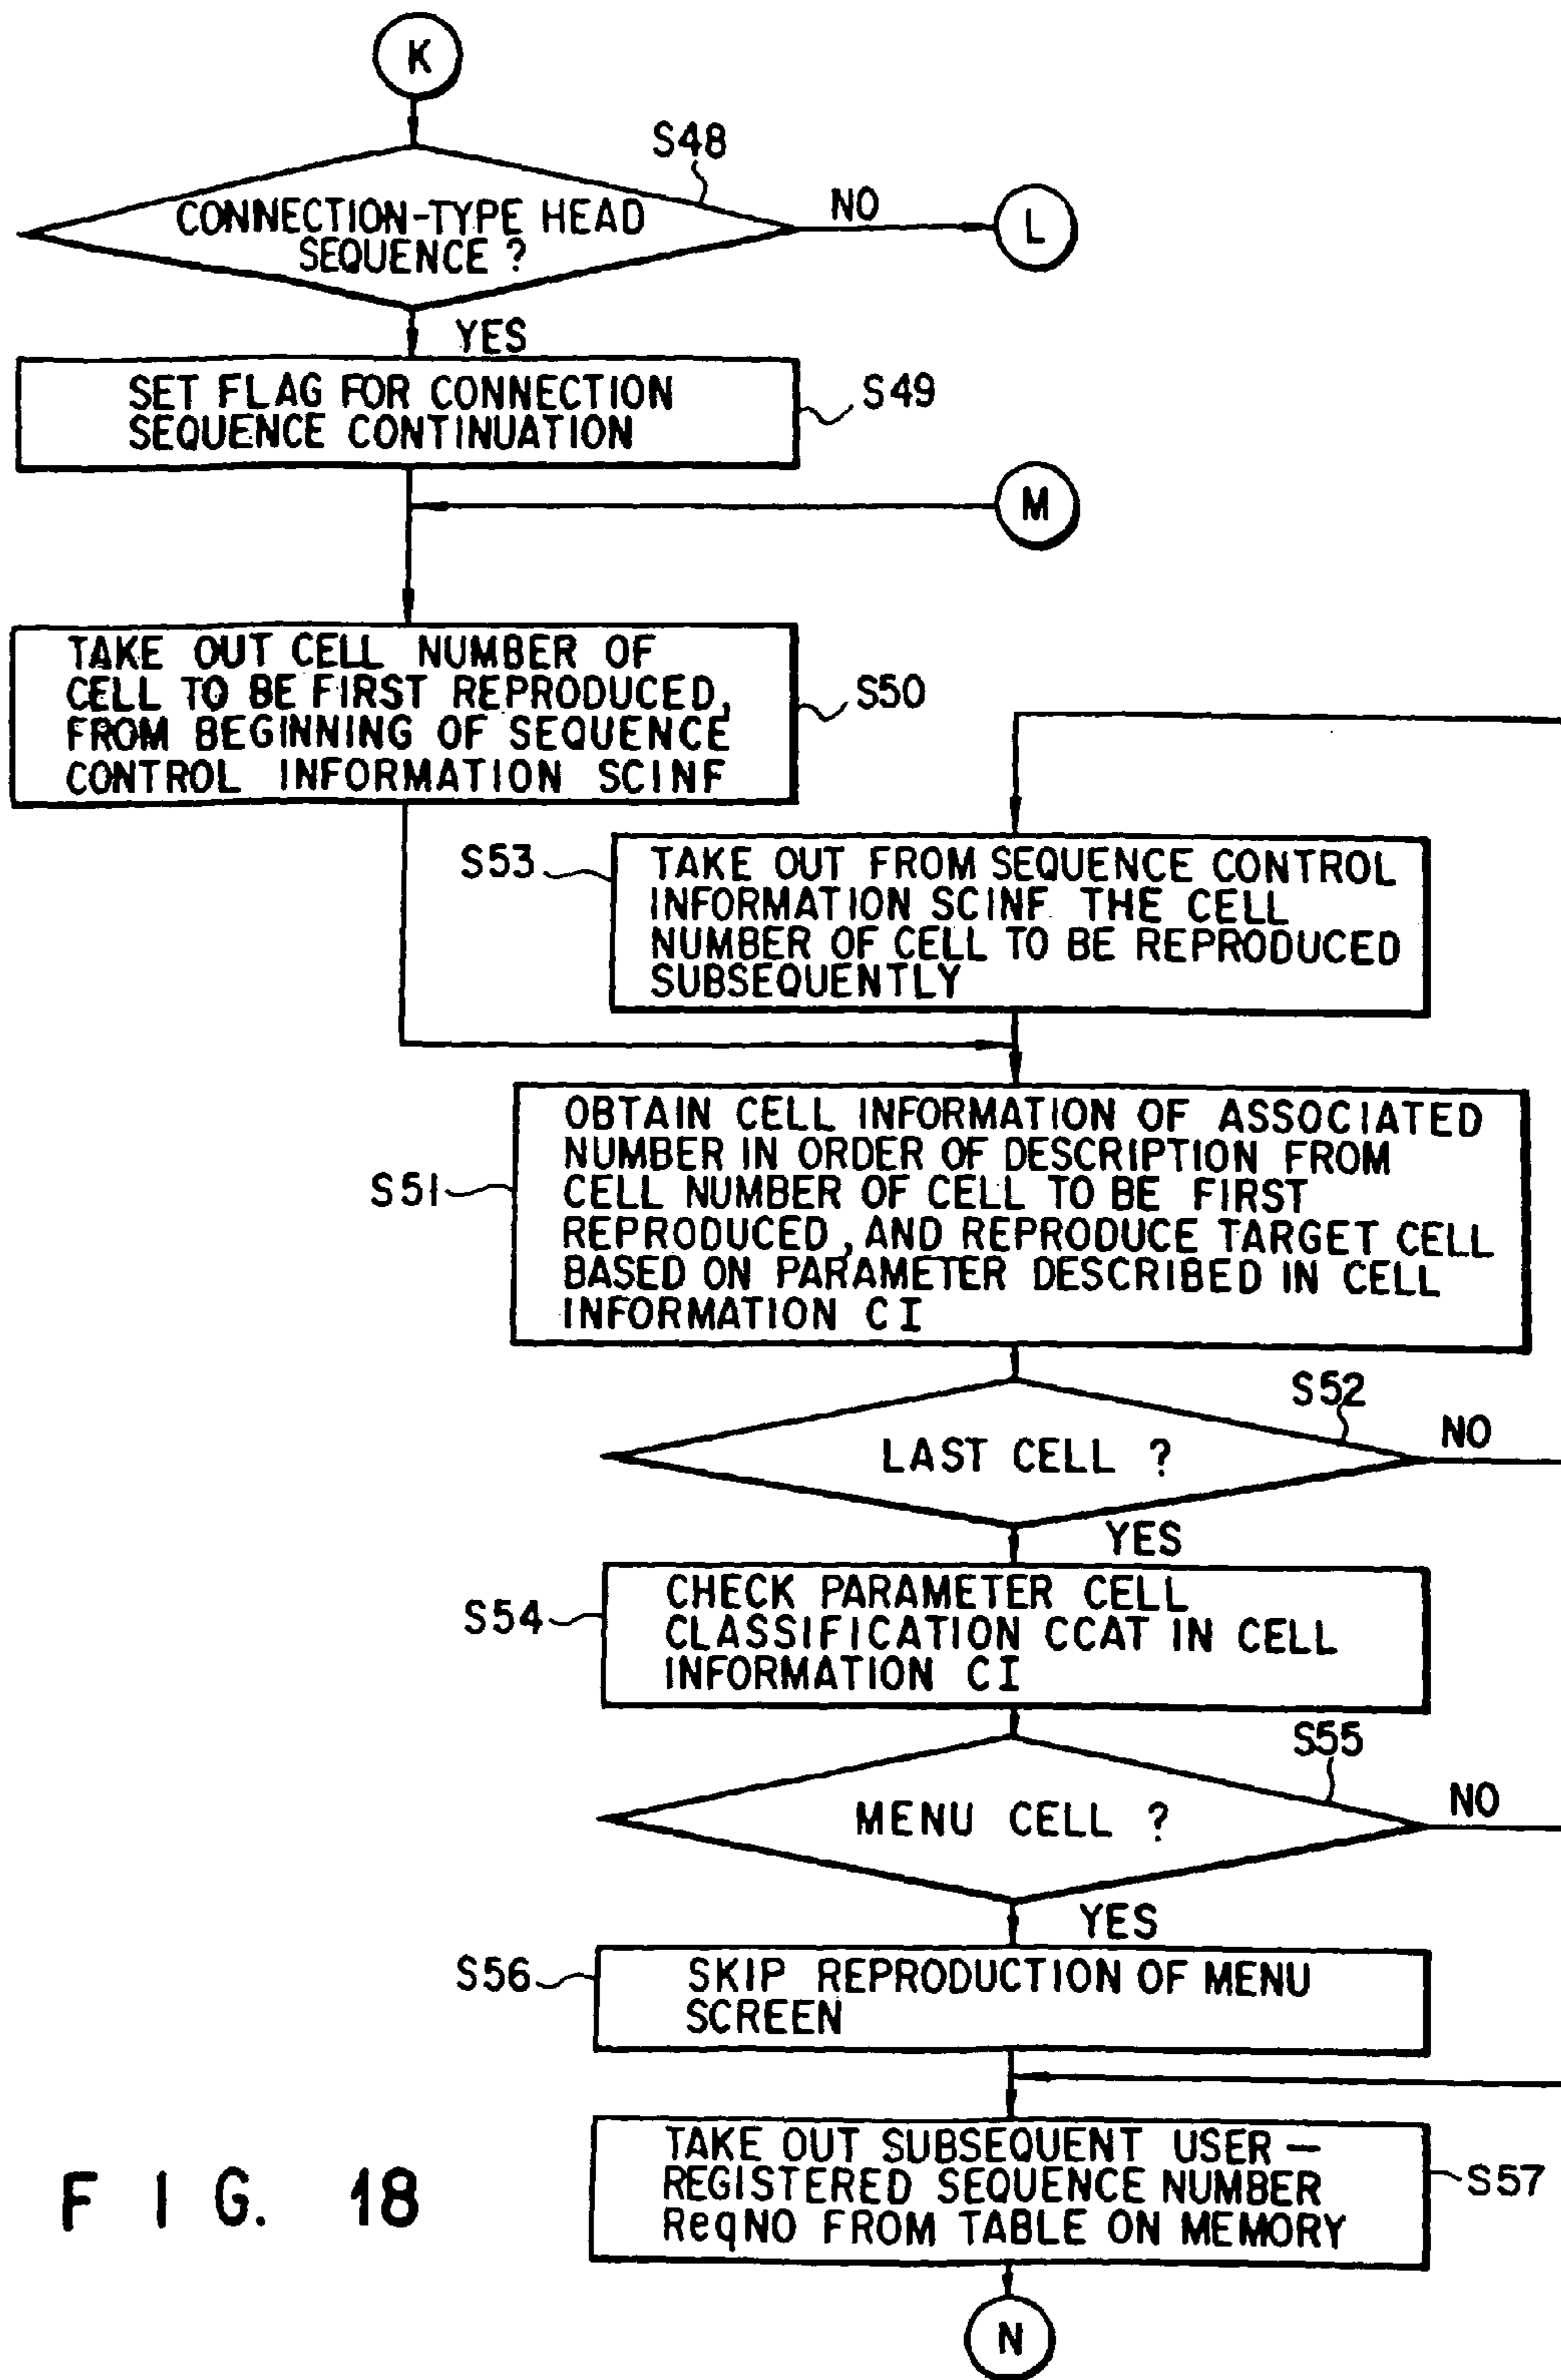 K
S48
CONNECTION-TYPE HEAD
SEQUENCE ?
NO
L
YES
SET FLAG FOR CONNECTION
SEQUENCE CONTINUATION
S49
M
TAKE OUT CELL NUMBER OF
CELL TO BE FIRST REPRODUCED,
FROM BEGINNING OF SEQUENCE
CONTROL INFORMATION SCINF
S50
S53
TAKE OUT FROM SEQUENCE CONTROL
INFORMATION SCINF THE CELL
NUMBER OF CELL TO BE REPRODUCED
SUBSEQUENTLY
S51
OBTAIN CELL INFORMATION OF ASSOCIATED
NUMBER IN ORDER OF DESCRIPTION FROM
CELL NUMBER OF CELL TO BE FIRST
REPRODUCED, AND REPRODUCE TARGET CELL
BASED ON PARAMETER DESCRIBED IN CELL
INFORMATION CI
S52
LAST CELL ?
NO
YES
S54
CHECK PARAMETER CELL
CLASSIFICATION CCAT IN CELL
INFORMATION CI
S55
MENU CELL ?
NO
YES
S56
SKIP REPRODUCTION OF MENU
SCREEN
TAKE OUT SUBSEQUENT USER-
REGISTERED SEQUENCE NUMBER
ReqNO FROM TABLE ON MEMORY
S57
N
FIG. 18